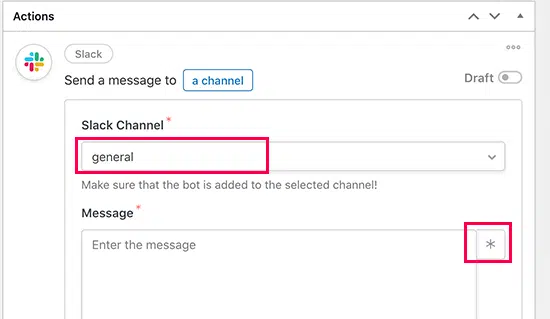 Actions
Slack
Send a message to a channel
Draft
Slack Channel*
general
Make sure that the bot is added to the selected channel!
Message*
Enter the message
*